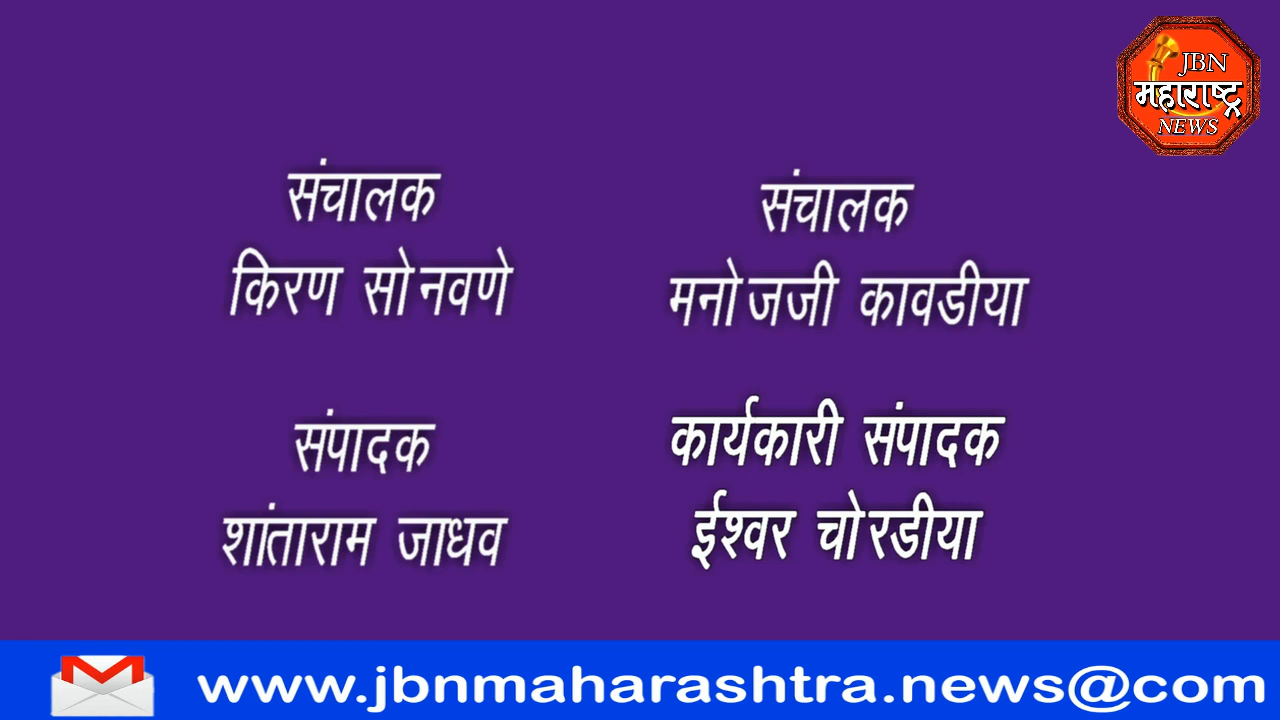 JBN
महाराष्ट्र
NEWS
संचालक
किरण सोनवणे
संचालक
मनोजजी कावडीया
संपादक
शांताराम जाधव
कार्यकारी संपादक
ईश्वर चोरडीया
www.jbnmaharashtra.news@com